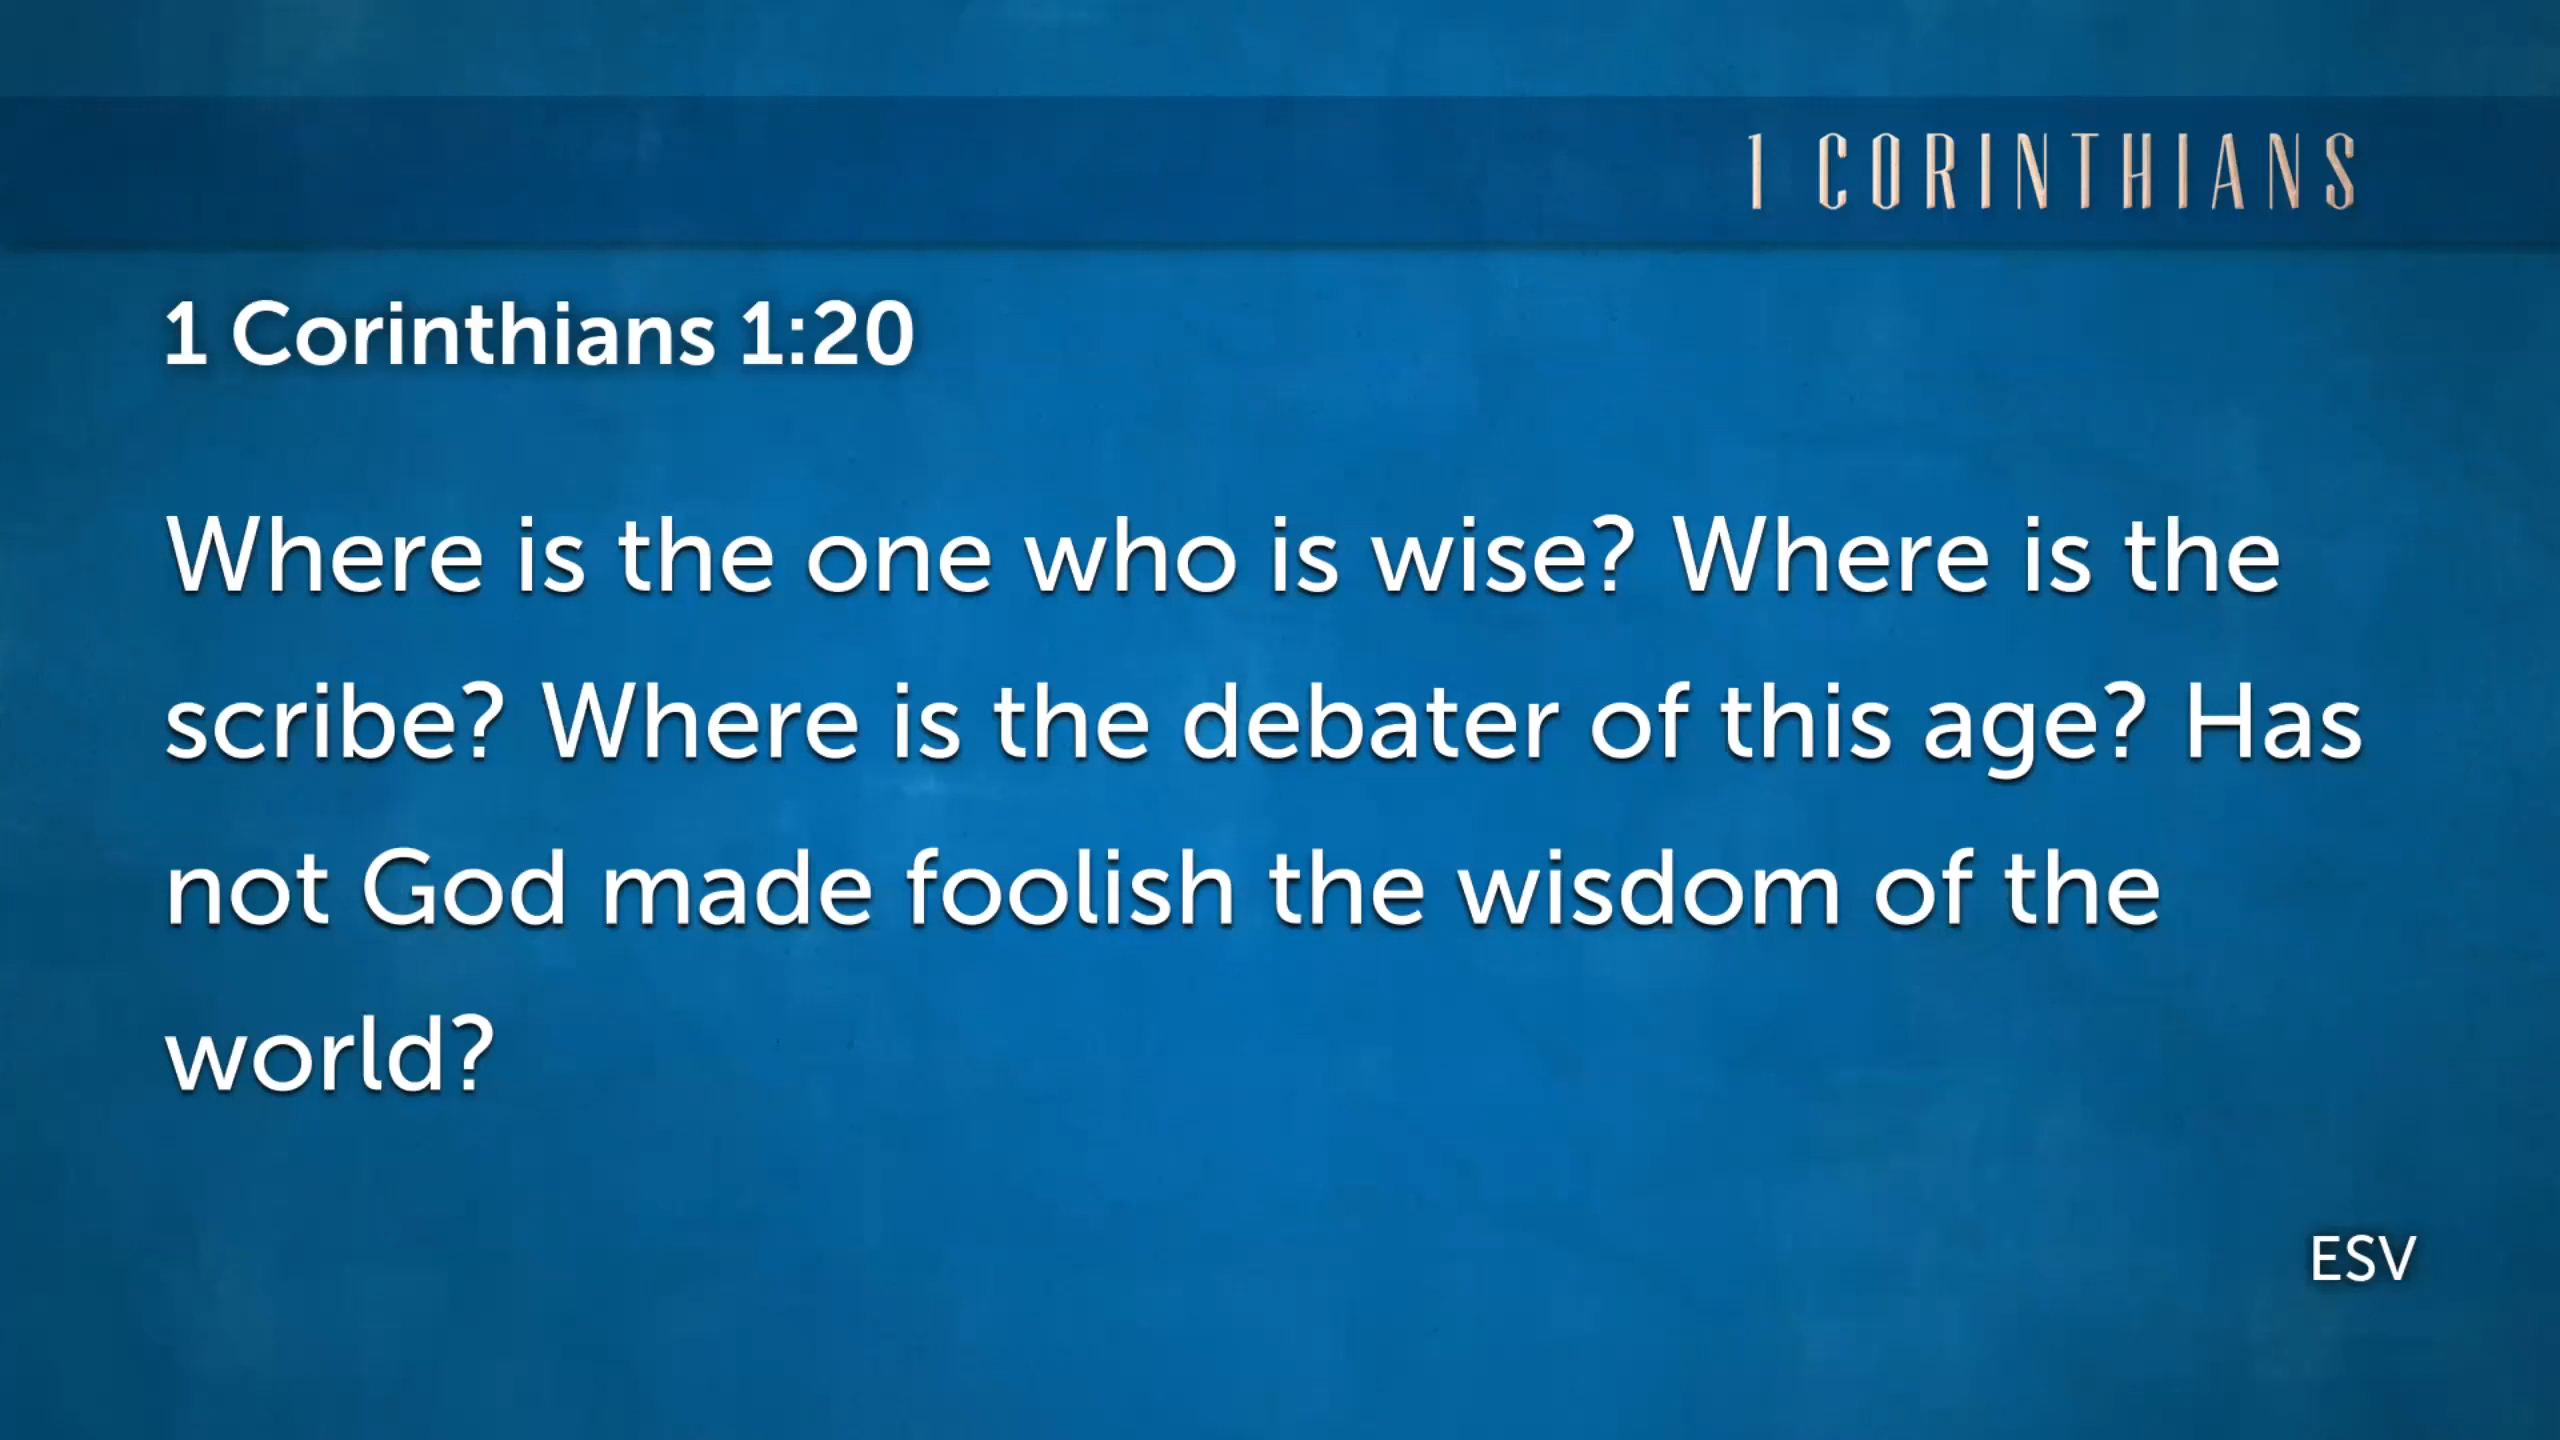 1 CORINTHIANS
1 Corinthians 1:20
Where is the one who is wise? Where is the
scribe? Where is the debater of this age? Has
not God made foolish the wisdom of the
world?
ESV